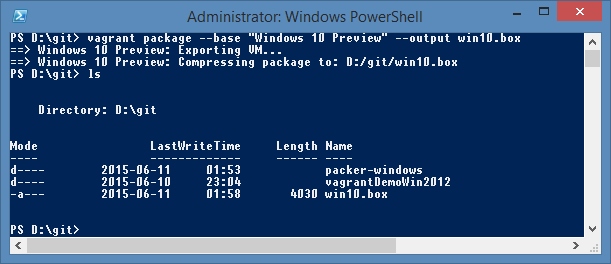 Administrator: Windows PowerShell
PS D:\git> vagrant package --base "Windows 10 Preview" --output win10.box
==> Windows 10 Preview: Exporting VM...
==> Windows 10 Preview: Compressing package to: D:/git/win10.box
PS D:\git> ls
Directory: D:\git
Mode LastWriteTime Length Name
---- ------------- ------ ----
d---- 2015-06-11 01:53 packer-windows
d---- 2015-06-10 23:04 vagrantDemoWin2012
-a--- 2015-06-11 01:58 4030 win10.box
PS D:\git>